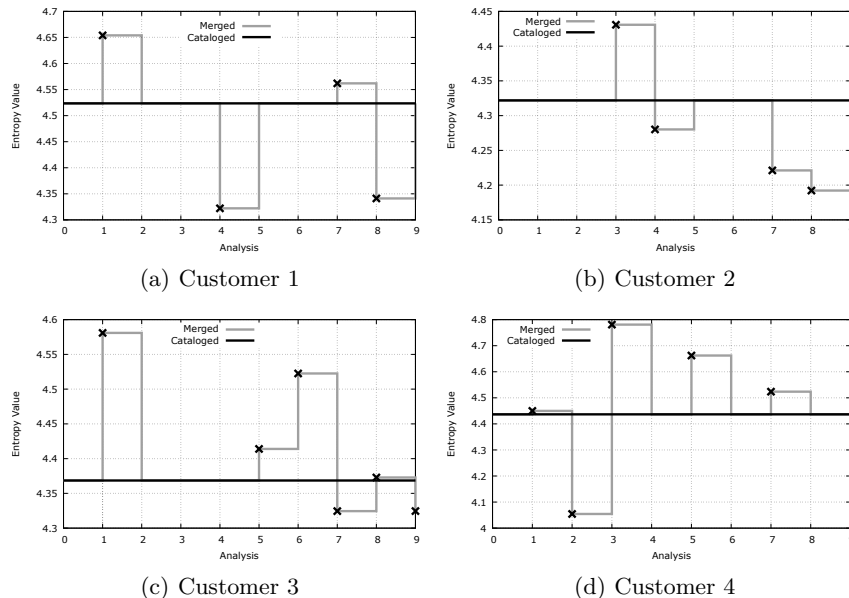 Merged
Cataloged
4.7
4.65
4.6
4.55
4.5
4.45
4.4
4.35
4.3
Entropy Value
0 1 2 3 4 5 6 7 8 9
Analysis
(a) Customer 1
Merged
Cataloged
4.45
4.4
4.35
4.3
4.25
4.2
4.15
Entropy Value
0 1 2 3 4 5 6 7 8
Analysis
(b) Customer 2
Merged
Cataloged
4.6
4.55
4.5
4.45
4.4
4.35
4.3
Entropy Value
0 1 2 3 4 5 6 7 8 9
Analysis
(c) Customer 3
Merged
Cataloged
4.8
4.7
4.6
4.5
4.4
4.3
4.2
4.1
4
Entropy Value
0 1 2 3 4 5 6 7 8
Analysis
(d) Customer 4